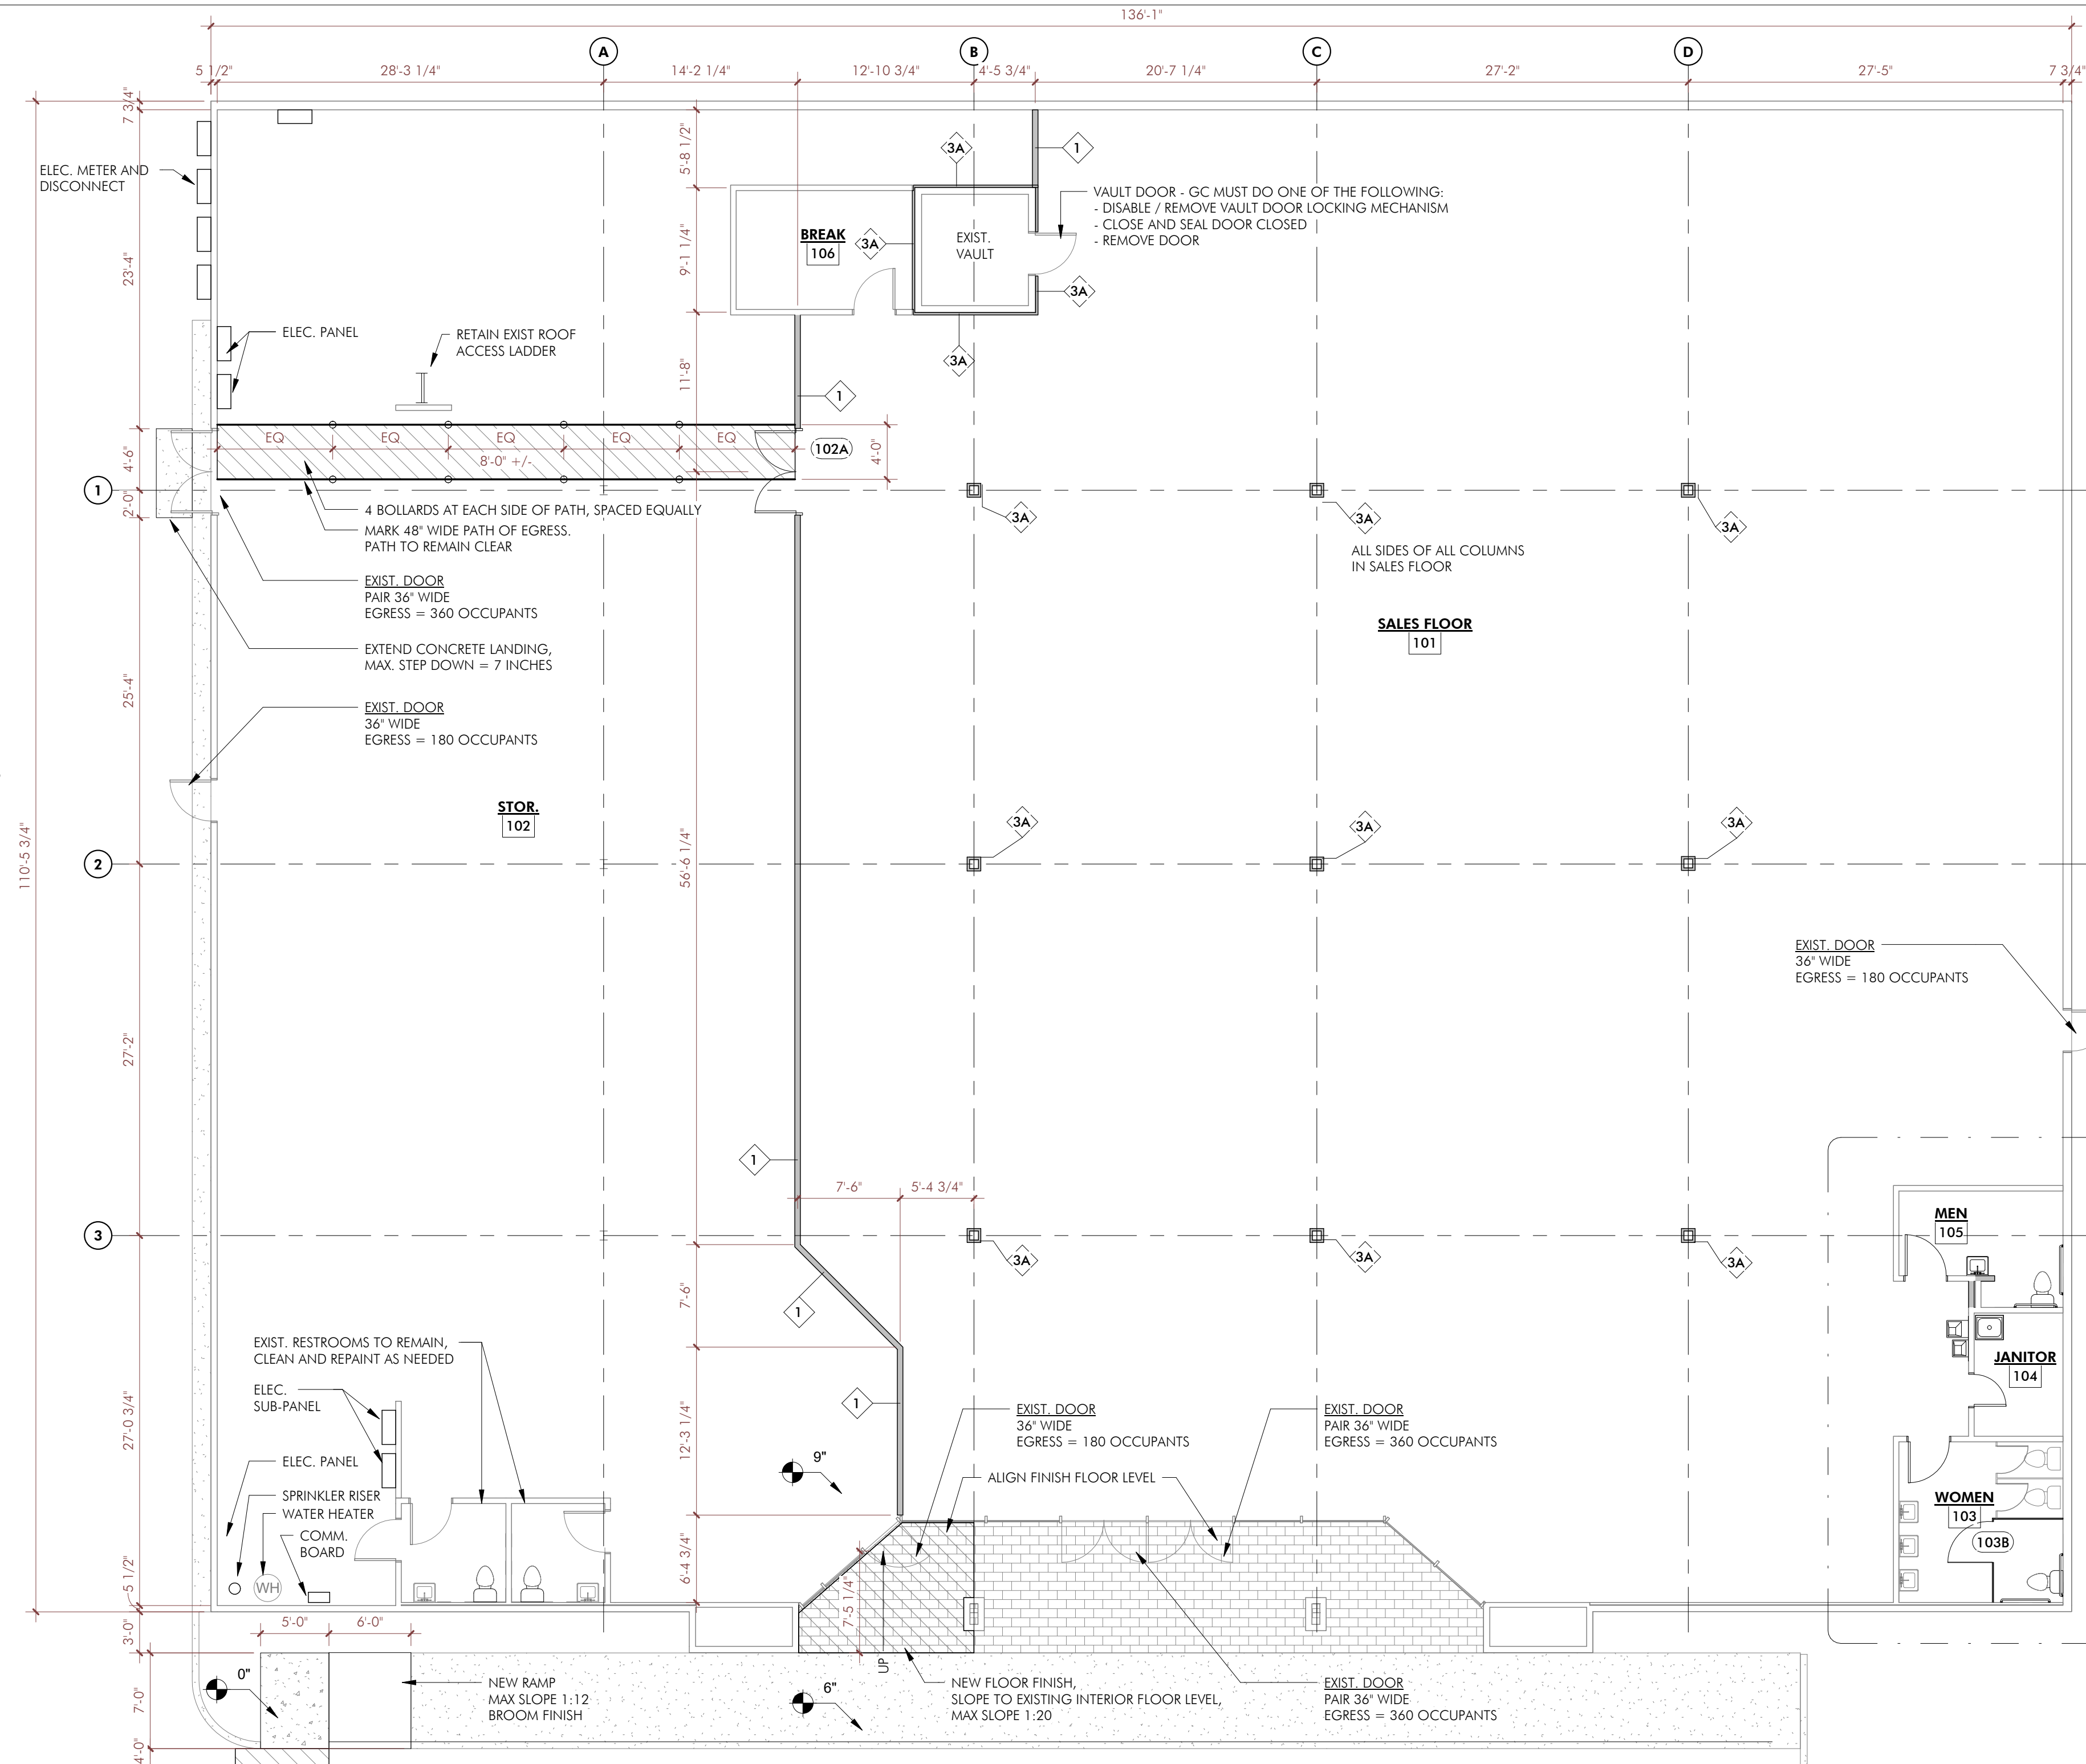 136'-1"
A
B
C
D
5 1/2"
28'-3 1/4"
14'-2 1/4"
12'-10 3/4"
4'-5 3/4"
20'-7 1/4"
27'-2"
27'-5"
7 3/4"
7 3/4"
5'-8 1/2"
3A
1
ELEC. METER AND
DISCONNECT
VAULT DOOR - GC MUST DO ONE OF THE FOLLOWING:
- DISABLE / REMOVE VAULT DOOR LOCKING MECHANISM
- CLOSE AND SEAL DOOR CLOSED
- REMOVE DOOR
BREAK
106
3A
EXIST.
VAULT
23'-4"
9'-1 1/4"
3A
ELEC. PANEL
RETAIN EXIST ROOF
ACCESS LADDER
3A
11'-8"
1
EQ
EQ
EQ
EQ
EQ
8'-0" +/-
102A
4'-0"
4'-6"
1
2'-0"
4 BOLLARDS AT EACH SIDE OF PATH, SPACED EQUALLY
MARK 48" WIDE PATH OF EGRESS.
PATH TO REMAIN CLEAR
3A
3A
3A
ALL SIDES OF ALL COLUMNS
IN SALES FLOOR
EXIST. DOOR
PAIR 36" WIDE
EGRESS = 360 OCCUPANTS
SALES FLOOR
101
EXTEND CONCRETE LANDING,
MAX. STEP DOWN = 7 INCHES
25'-4"
EXIST. DOOR
36" WIDE
EGRESS = 180 OCCUPANTS
STOR.
102
3A
3A
3A
110'-5 3/4"
2
56'-6 1/4"
EXIST. DOOR
36" WIDE
EGRESS = 180 OCCUPANTS
27'-2"
1
7'-6"
5'-4 3/4"
MEN
105
3
3A
3A
3A
7'-6"
1
EXIST. RESTROOMS TO REMAIN,
CLEAN AND REPAINT AS NEEDED
JANITOR
104
ELEC.
SUB-PANEL
27'-0 3/4"
1
12'-3 1/4"
EXIST. DOOR
36" WIDE
EGRESS = 180 OCCUPANTS
EXIST. DOOR
PAIR 36" WIDE
EGRESS = 360 OCCUPANTS
9"
ELEC. PANEL
ALIGN FINISH FLOOR LEVEL
SPRINKLER RISER
WATER HEATER
WOMEN
103
COMM.
BOARD
103B
WH
5 1/2"
6'-4 3/4"
7'-5 1/4"
5'-0"
6'-0"
3'-0"
UP
0"
NEW RAMP
MAX SLOPE 1:12
BROOM FINISH
6"
NEW FLOOR FINISH,
SLOPE TO EXISTING INTERIOR FLOOR LEVEL,
MAX SLOPE 1:20
EXIST. DOOR
PAIR 36" WIDE
EGRESS = 360 OCCUPANTS
7'-0"
4'-0"